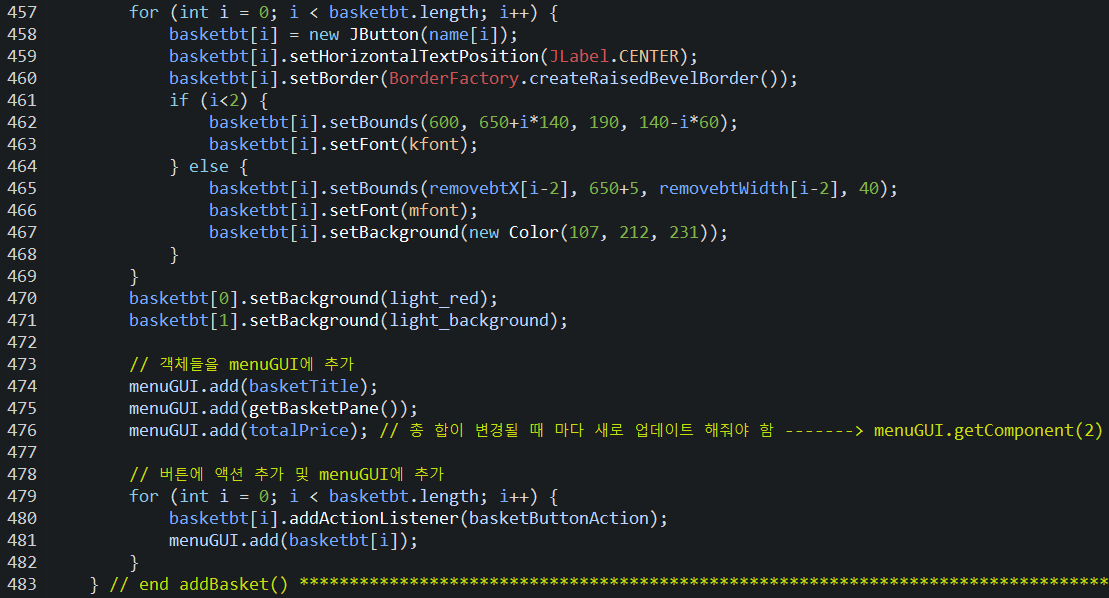 457         for (int i = 0; i < basketbt.length; i++) {
458             basketbt[i] = new JButton(name[i]);
459             basketbt[i].setHorizontalTextPosition(JLabel.CENTER);
460             basketbt[i].setBorder(BorderFactory.createRaisedBevelBorder());
461             if (i<2) {
462                 basketbt[i].setBounds(600, 650+i*140, 190, 140-i*60);
463                 basketbt[i].setFont(kfont);
464             } else {
465                 basketbt[i].setBounds(removebtX[i-2], 650+5, removebtWidth[i-2], 40);
466                 basketbt[i].setFont(mfont);
467                 basketbt[i].setBackground(new Color(107, 212, 231));
468             }
469         }
470         basketbt[0].setBackground(light_red);
471         basketbt[1].setBackground(light_background);
472
473         // 객체들을 menuGUI에 추가
474         menuGUI.add(basketTitle);
475         menuGUI.add(getBasketPane());
476         menuGUI.add(totalPrice); // 총 합이 변경될 때 마다 새로 업데이트 해줘야 함 -------> menuGUI.getComponent(2)
477
478         // 버튼에 액션 추가 및 menuGUI에 추가
479         for (int i = 0; i < basketbt.length; i++) {
480             basketbt[i].addActionListener(basketButtonAction);
481             menuGUI.add(basketbt[i]);
482         }
483     } // end addBasket() *********************************************************************************